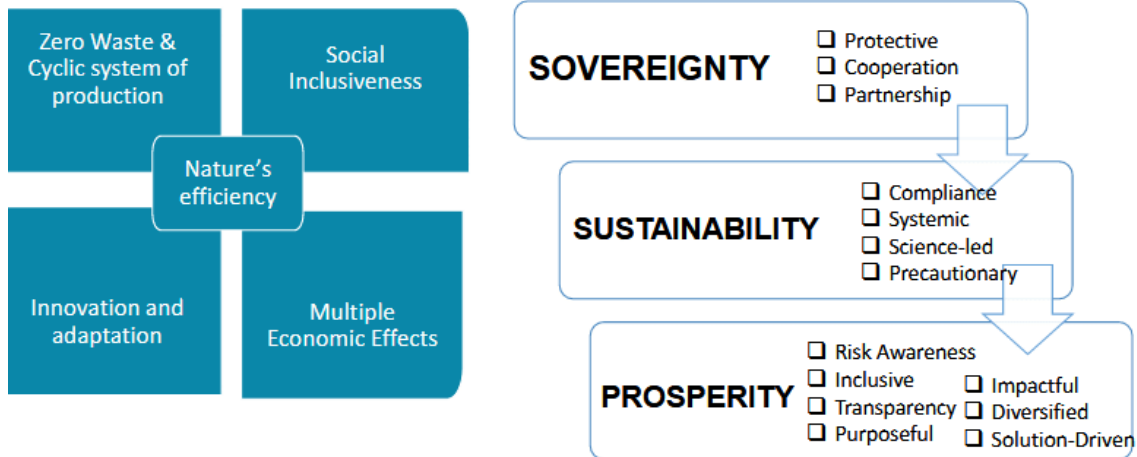 Zero Waste &
Cyclic system of
production
Social
Inclusiveness
Nature's
efficiency
Innovation and
adaptation
Multiple
Economic Effects
SOVEREIGNTY
Protective
Cooperation
Partnership
SUSTAINABILITY
Compliance
Systemic
Science-led
Precautionary
PROSPERITY
Risk Awareness
Inclusive
Transparency
Purposeful
Impactful
Diversified
Solution-Driven